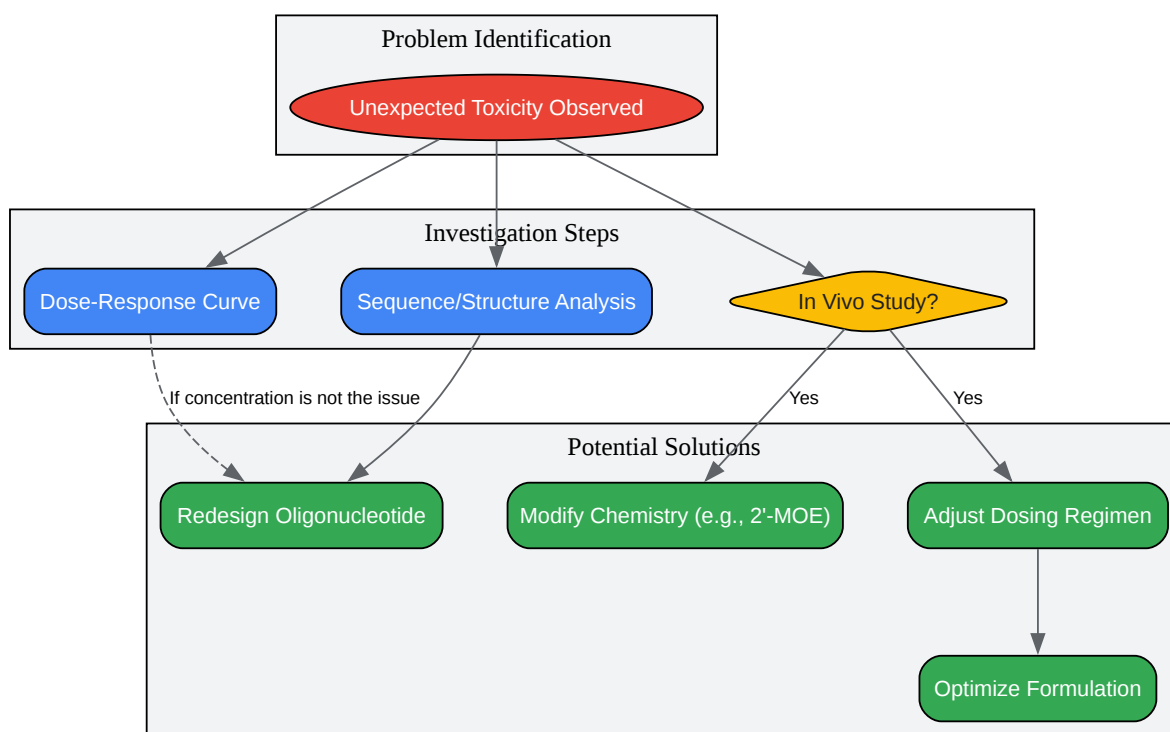 Problem Identification
Unexpected Toxicity Observed
Investigation Steps
Dose-Response Curve
Sequence/Structure Analysis
In Vivo Study?
If concentration is not the issue
Yes
Yes
Potential Solutions
Redesign Oligonucleotide
Modify Chemistry (e.g., 2'-MOE)
Adjust Dosing Regimen
Optimize Formulation